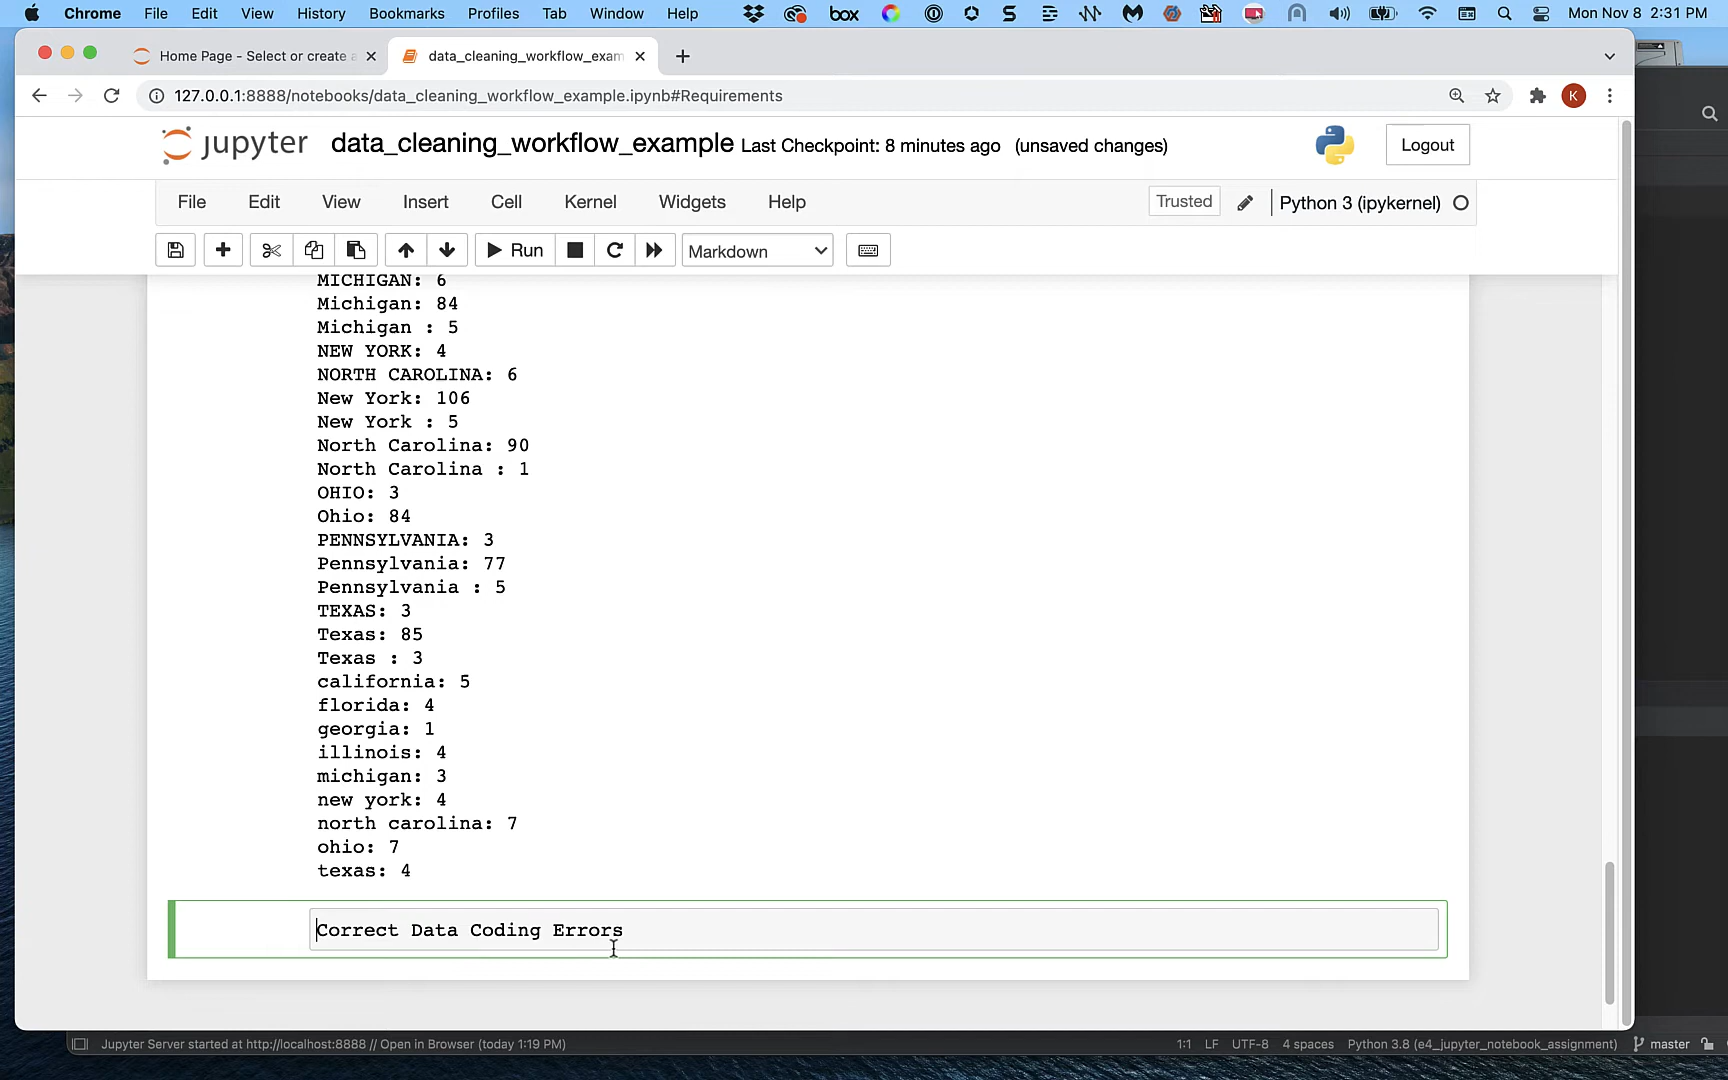 Chrome File Edit View History Bookmarks Profiles Tab Window Help box Mon Nov 8 2:31 PM
Home Page - Select or create a data_cleaning_workflow_exam
127.0.0.1:8888/notebooks/data_cleaning_workflow_example.ipynb#Requirements K
jupyter data_cleaning_workflow_example Last Checkpoint: 8 minutes ago (unsaved changes) Logout
File Edit View Insert Cell Kernel Widgets Help Trusted Python 3 (ipykernel)
Run Markdown
MICHIGAN: 6
Michigan: 84
Michigan : 5
NEW YORK: 4
NORTH CAROLINA: 6
New York: 106
New York : 5
North Carolina: 90
North Carolina : 1
OHIO: 3
Ohio: 84
PENNSYLVANIA: 3
Pennsylvania: 77
Pennsylvania : 5
TEXAS: 3
Texas: 85
Texas : 3
california: 5
florida: 4
georgia: 1
illinois: 4
michigan: 3
new york: 4
north carolina: 7
ohio: 7
texas: 4
Correct Data Coding Errors
Jupyter Server started at http://localhost:8888 // Open in Browser (today 1:19 PM) 1:1 LF UTF-8 4 spaces Python 3.8 (e4_jupyter_notebook_assignment) master